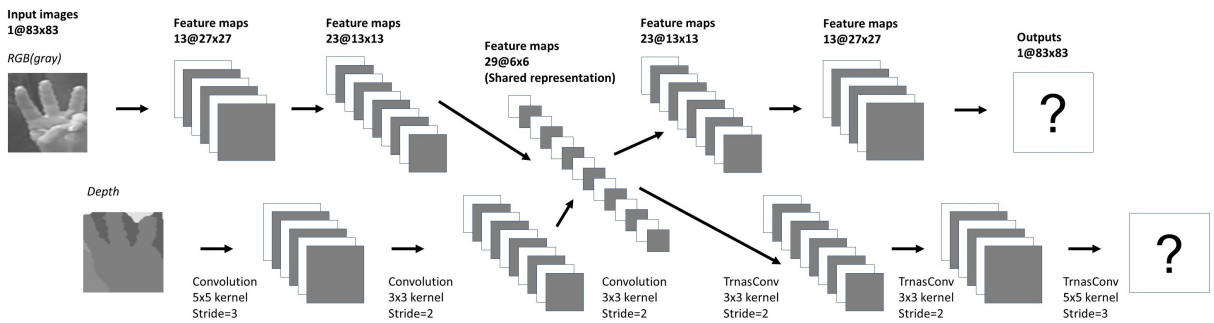 Input images
1@83x83
RGB(gray)
Feature maps
13@27x27
Feature maps
23@13x13
Feature maps
29@6x6
(Shared representation)
Feature maps
23@13x13
Feature maps
13@27x27
Outputs
1@83x83
?
Depth
Convolution
5x5 kernel
Stride=3
Convolution
3x3 kernel
Stride=2
Convolution
3x3 kernel
Stride=2
TrnasConv
3x3 kernel
Stride=2
TrnasConv
3x3 kernel
Stride=2
TrnasConv
5x5 kernel
Stride=3
?